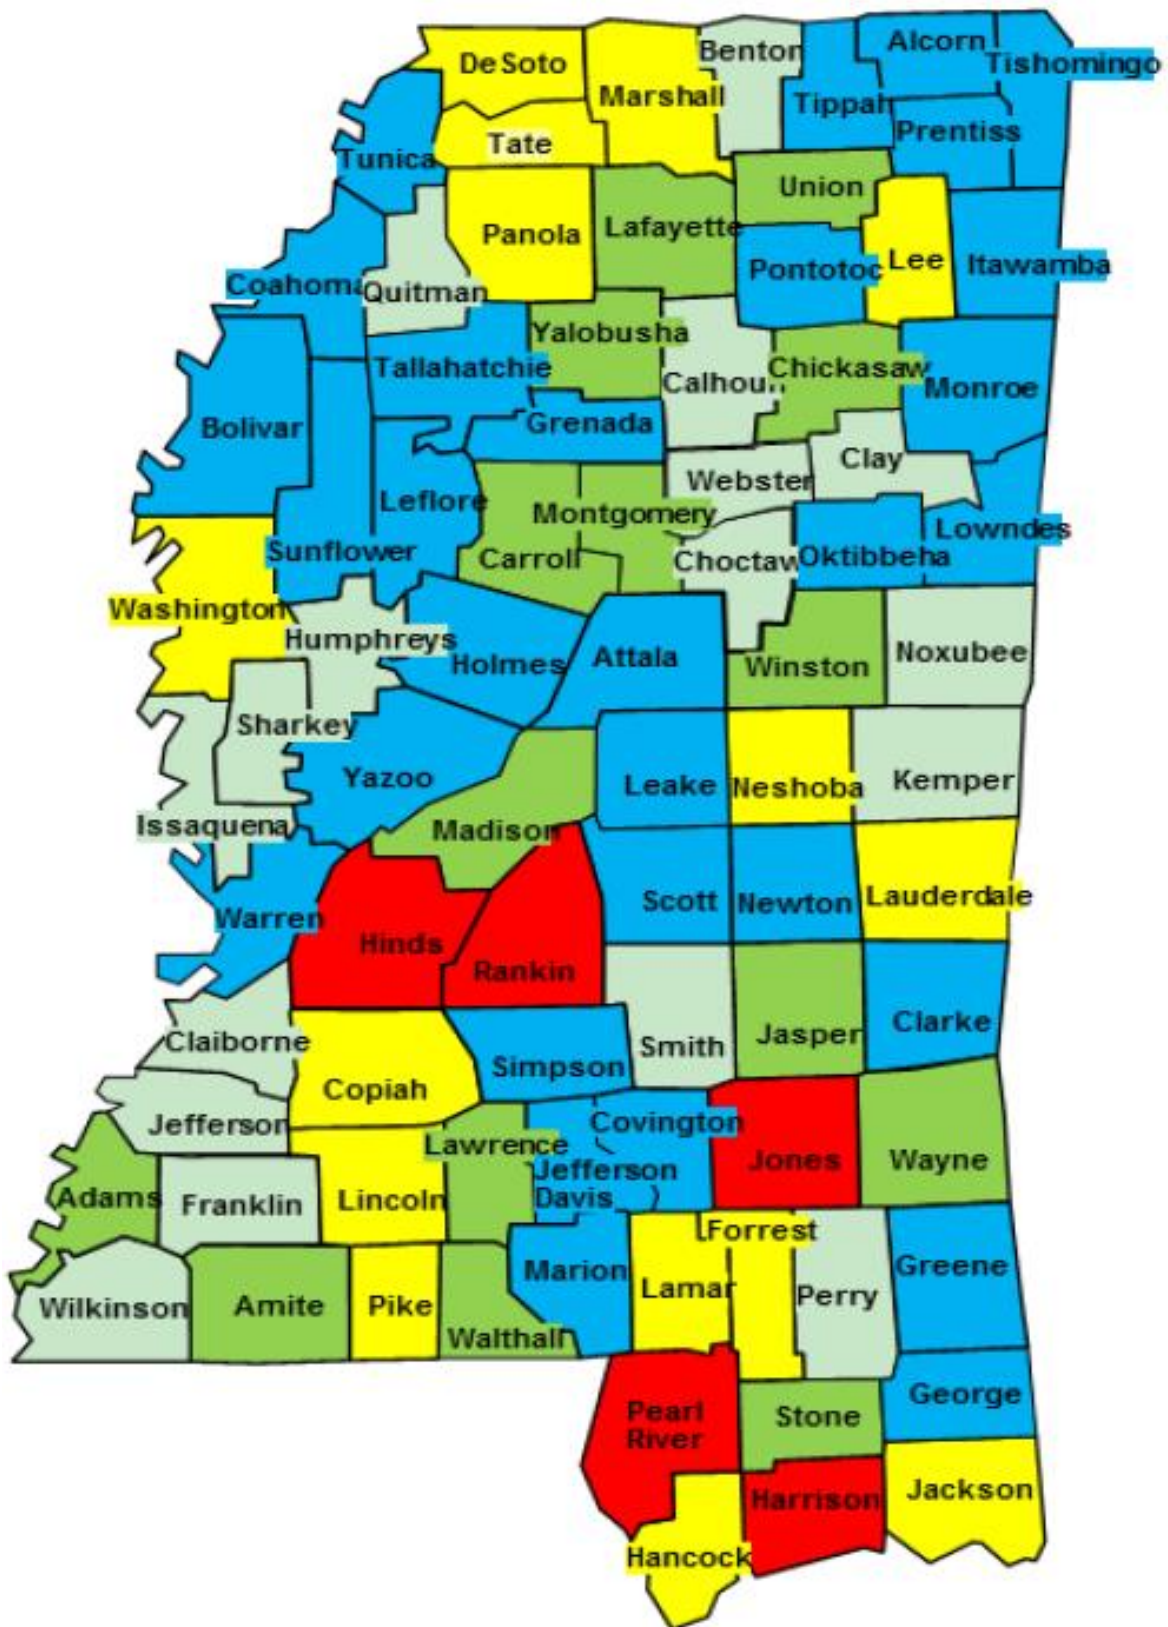 Benton
Alcorn
DeSoto
Tishomingo
Marshall
Tippah
Prentiss
Tate
Tunica
Union
Lafayette
Panola
Lee
Itawamba
Pontotoc
Coahoma
Quitman
Yalobusha
Tallahatchie
Chickasaw
Calhoun
Monroe
Grenada
Bolivar
Clay
Webster
Leflore
Montgomery
Lowndes
Sunflower
Carroll
Choctaw
Oktibbeha
Washington
Humphreys
Holmes
Attala
Winston
Noxubee
Sharkey
Yazoo
Leake
Neshoba
Kemper
Issaquena
Madison
Scott
Newton
Lauderdale
Warren
Hinds
Rankin
Claiborne
Smith
Jasper
Clarke
Simpson
Copiah
Jefferson
Lawrence
Covington
Jones
Wayne
Jefferson
Davis
Adams
Franklin
Lincoln
Forrest
Marion
Greene
Lamar
Perry
Wilkinson
Amite
Pike
Walthall
George
Pearl
River
Stone
Harrison
Jackson
Hancock